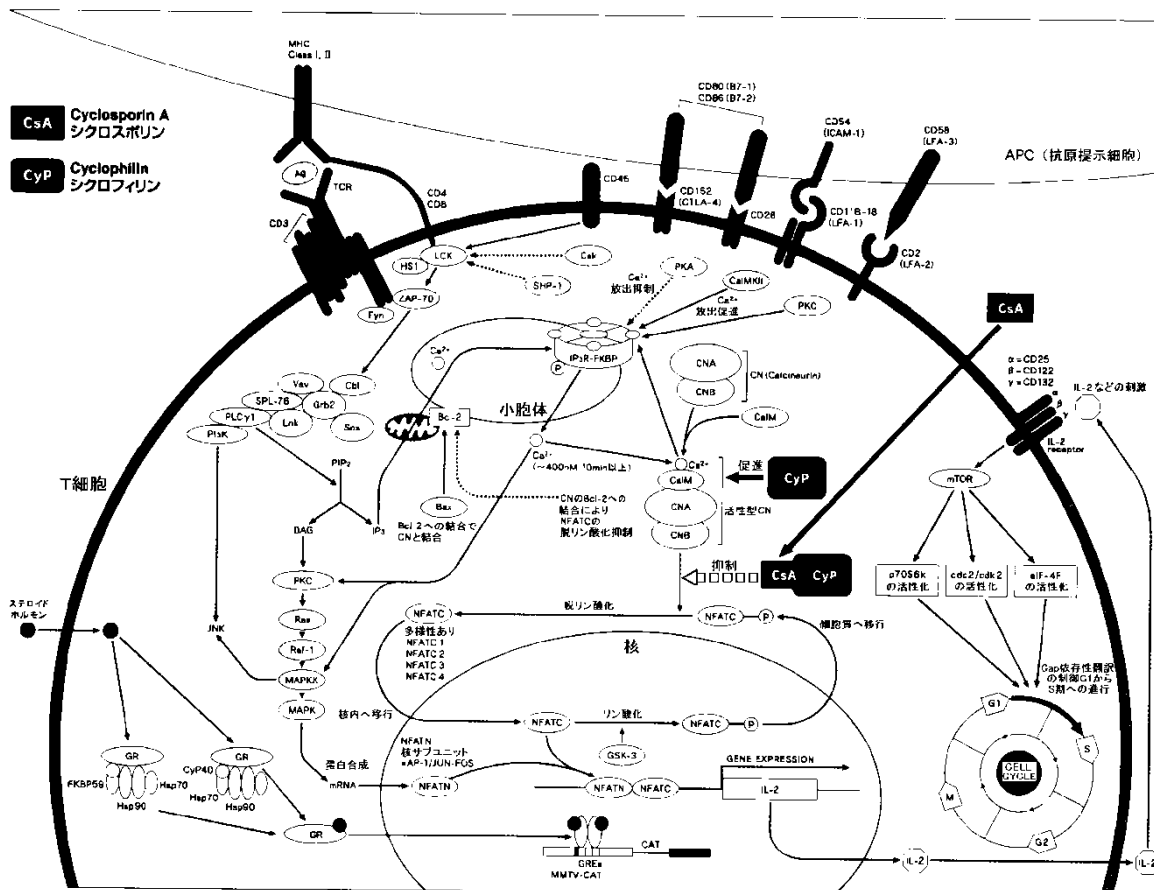 MHC
Class I, II
CsA
Cyclosporin A
シクロスポリン
CyP
Cyclophilin
シクロフィリン
Ag
TCR
CD3
CD4
CD8
CD45
CD80(B7-1)
CD86(B7-2)
CD152
(CTLA-4)
CD28
CD54
(ICAM-1)
CD11a-18
(LFA-1)
CD58
(LFA-3)
CD2
(LFA-2)
APC(抗原提示細胞)
HS1
LCK
ZAP-70
Fyn
Csk
SHP-1
PKA
Ca²⁺
放出抑制
CalMKII
Ca²⁺
放出促進
PKC
CsA
IP₃R-FKBP
P
Ca²⁺
小胞体
Bcl-2
Bax
Bcl-2への結合で
CNと結合
CNA
CNB
CN(Calcineurin)
CalM
Ca²⁺
(~400nM 10min以上)
Ca²⁺
CalM
CNA
CNB
活性型CN
促進
CyP
CNのBcl-2への
結合により
NFATCの
脱リン酸化抑制
抑制
CsA
CyP
Vav
Cbl
SPL-76
Grb2
PLCγ1
Lnk
Sos
PI₃K
PIP₂
DAG
IP₃
T細胞
PKC
Ras
Raf-1
MAPKK
MAPK
JNK
蛋白合成
mRNA
ステロイド
ホルモン
GR
FKBP59
Hsp70
Hsp90
GR
CyP40
Hsp70
Hsp90
GR
α=CD25
β=CD122
γ=CD132
α
β
γ
IL-2などの刺激
IL-2
receptor
mTOR
p70S6k
の活性化
cdc2/cdk2
の活性化
eIF-4F
の活性化
Gap依存性翻訳
の制御G1から
S期への進行
G1
S
G2
M
CELL
CYCLE
NFATC
多様性あり
NFATC 1
NFATC 2
NFATC 3
NFATC 4
脱リン酸化
NFATC
P
細胞質へ移行
核
核内へ移行
NFATC
リン酸化
NFATC
P
GSK-3
NFATN
核サブユニット
=AP-1/JUN-FOS
NFATN
NFATN
NFATC
GENE EXPRESSION
IL-2
CAT
GREs
MMTV-CAT
IL-2
IL-2